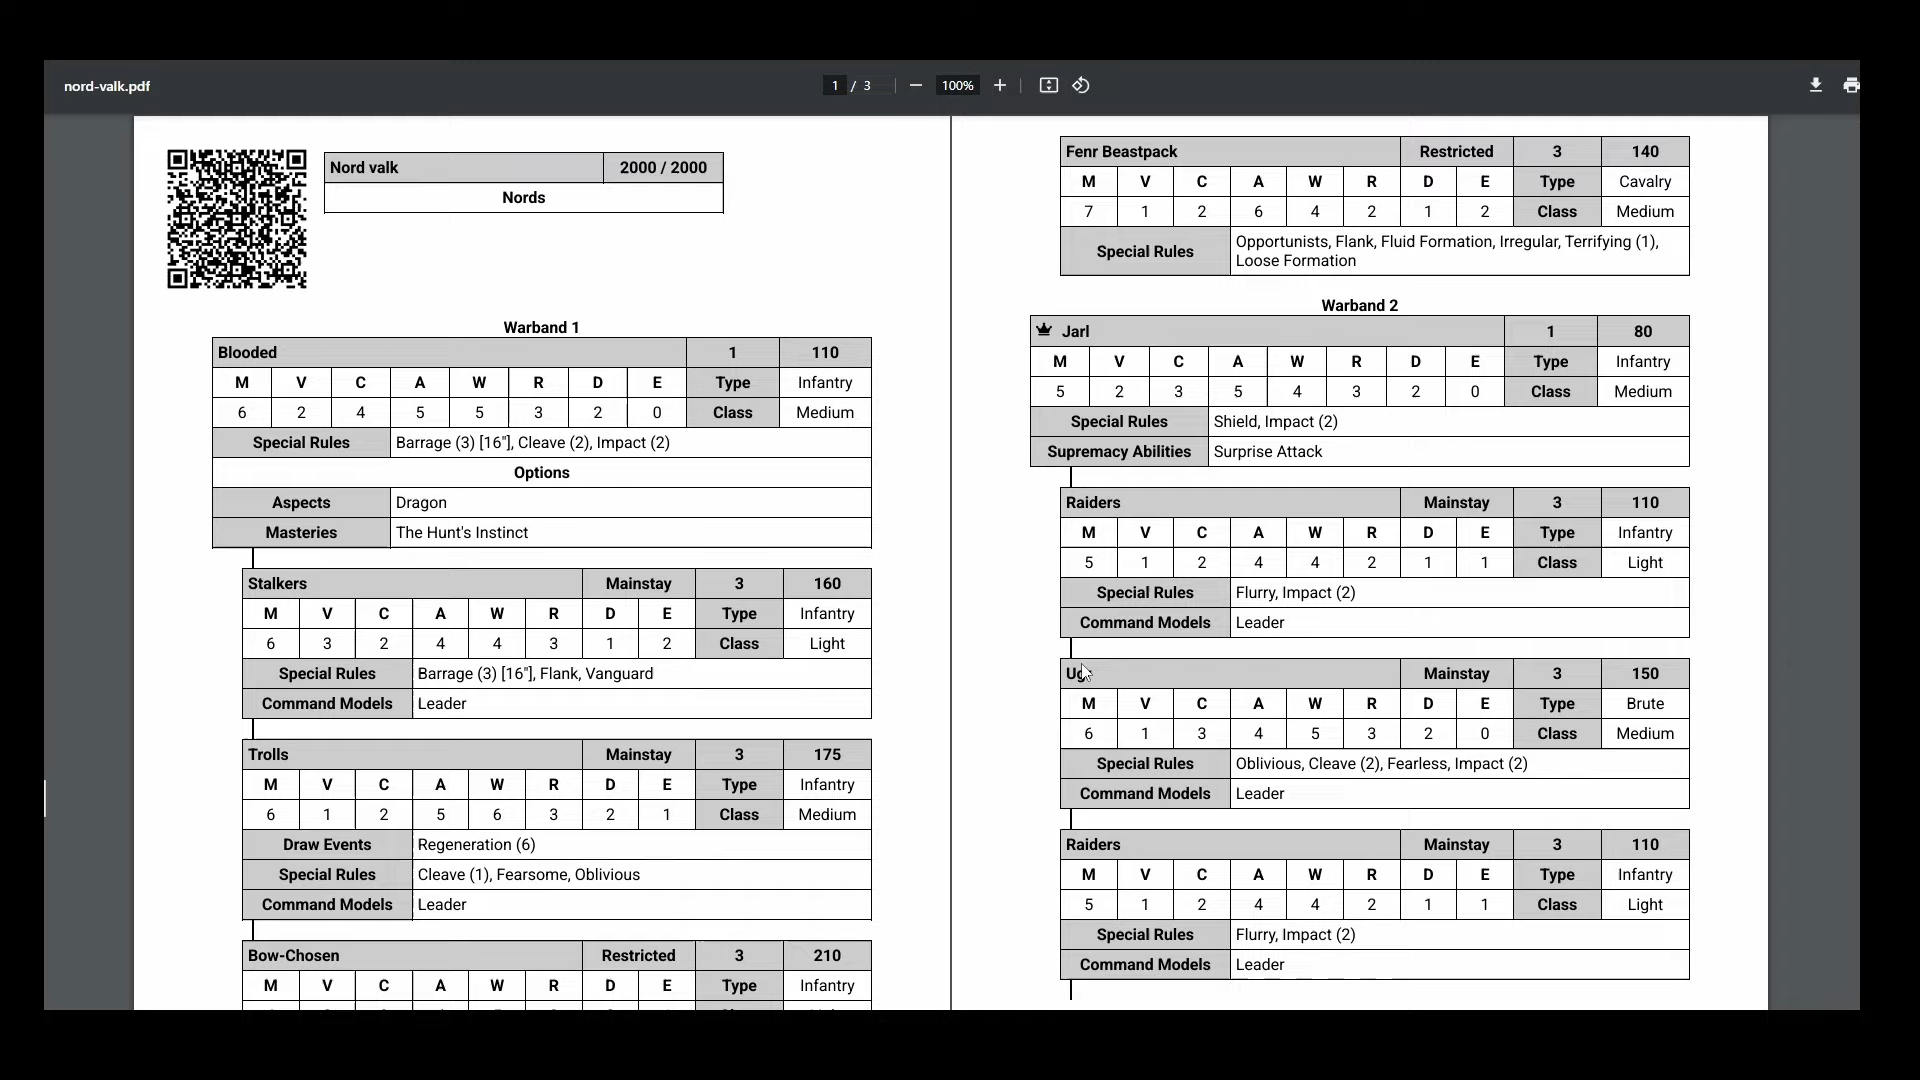 nord-valk.pdf
1 / 3
100%
Nord valk 2000 / 2000
Nords
Warband 1
Blooded 1 110
M V C A W R D E Type Infantry
6 2 4 5 5 3 2 0 Class Medium
Special Rules Barrage (3) [16"], Cleave (2), Impact (2)
Options
Aspects Dragon
Masteries The Hunt's Instinct
Stalkers Mainstay 3 160
M V C A W R D E Type Infantry
6 3 2 4 4 3 1 2 Class Light
Special Rules Barrage (3) [16"], Flank, Vanguard
Command Models Leader
Trolls Mainstay 3 175
M V C A W R D E Type Infantry
6 1 2 5 6 3 2 1 Class Medium
Draw Events Regeneration (6)
Special Rules Cleave (1), Fearsome, Oblivious
Command Models Leader
Bow-Chosen Restricted 3 210
M V C A W R D E Type Infantry
Fenr Beastpack Restricted 3 140
M V C A W R D E Type Cavalry
7 1 2 6 4 2 1 2 Class Medium
Special Rules Opportunists, Flank, Fluid Formation, Irregular, Terrifying (1),
Loose Formation
Warband 2
Jarl 1 80
M V C A W R D E Type Infantry
5 2 3 5 4 3 2 0 Class Medium
Special Rules Shield, Impact (2)
Supremacy Abilities Surprise Attack
Raiders Mainstay 3 110
M V C A W R D E Type Infantry
5 1 2 4 4 2 1 1 Class Light
Special Rules Flurry, Impact (2)
Command Models Leader
Mainstay 3 150
M V C A W R D E Type Brute
6 1 3 4 5 3 2 0 Class Medium
Special Rules Oblivious, Cleave (2), Fearless, Impact (2)
Command Models Leader
Raiders Mainstay 3 110
M V C A W R D E Type Infantry
5 1 2 4 4 2 1 1 Class Light
Special Rules Flurry, Impact (2)
Command Models Leader